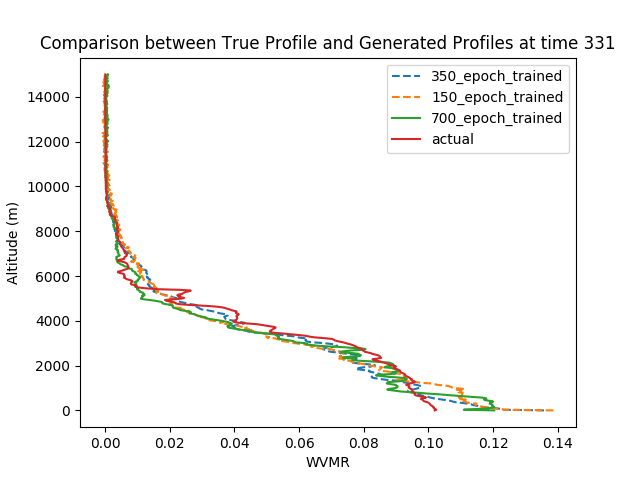 Comparison between True Profile and Generated Profiles at time 331
350_epoch_trained
150_epoch_trained
700_epoch_trained
actual
Altitude (m)
14000
12000
10000
8000
6000
4000
2000
0
0.00 0.02 0.04 0.06 0.08 0.10 0.12 0.14
WVMR